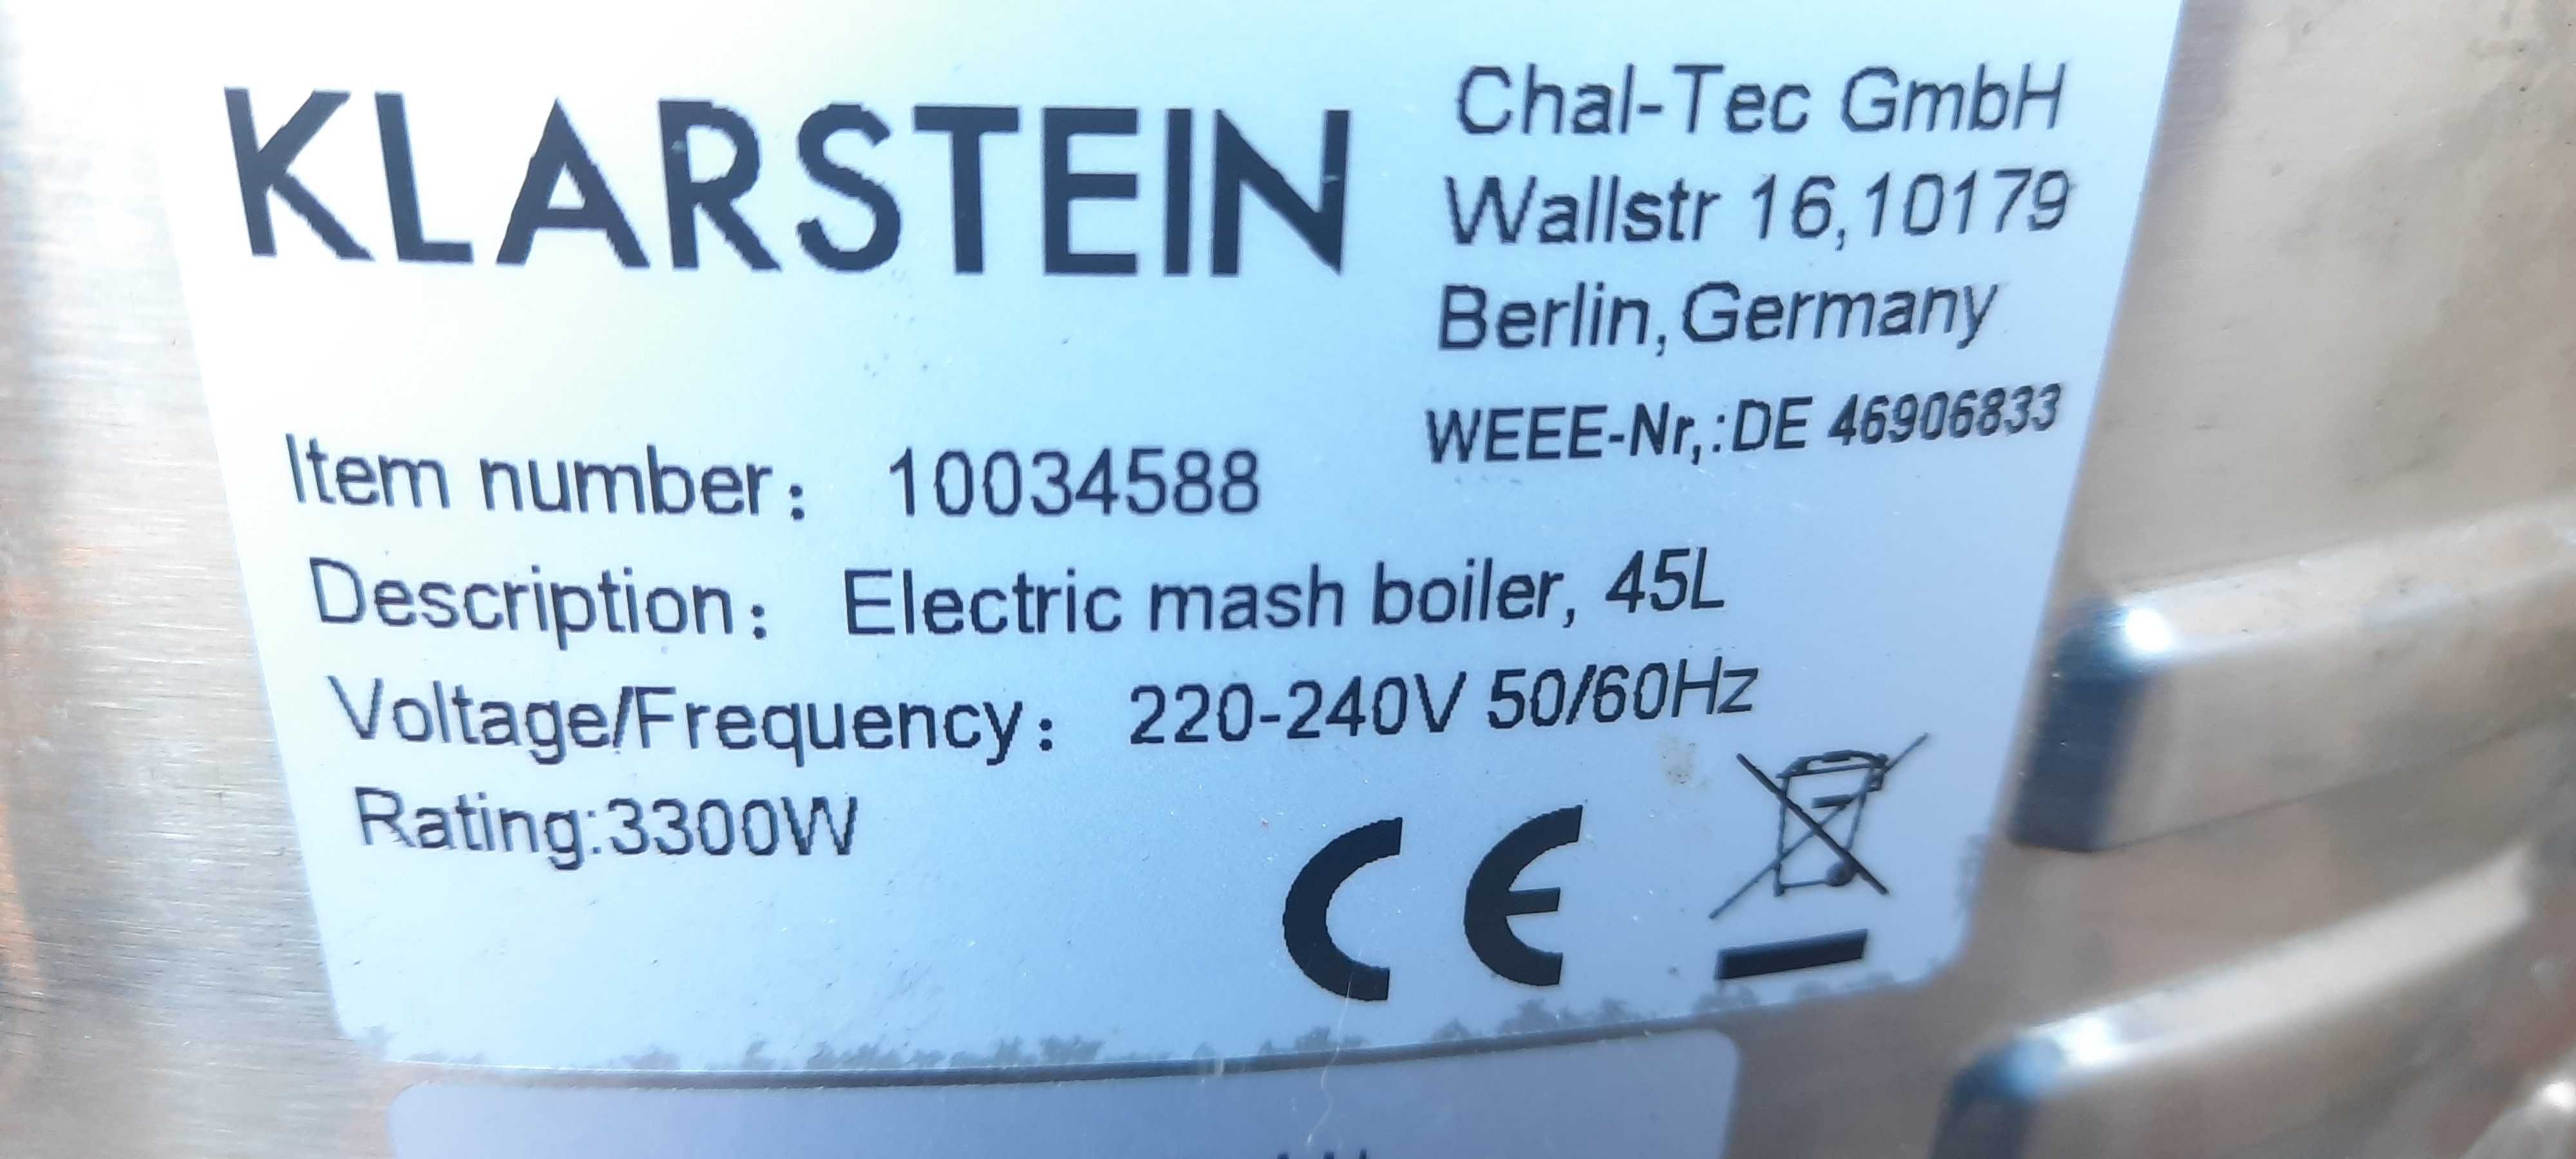 KLARSTEIN
Chal-Tec GmbH
Wallstr 16,10179
Berlin,Germany
WEEE-Nr,:DE 46906833
Item number: 10034588
Description: Electric mash boiler, 45L
Voltage/Frequency: 220-240V 50/60Hz
Rating:3300W
CE